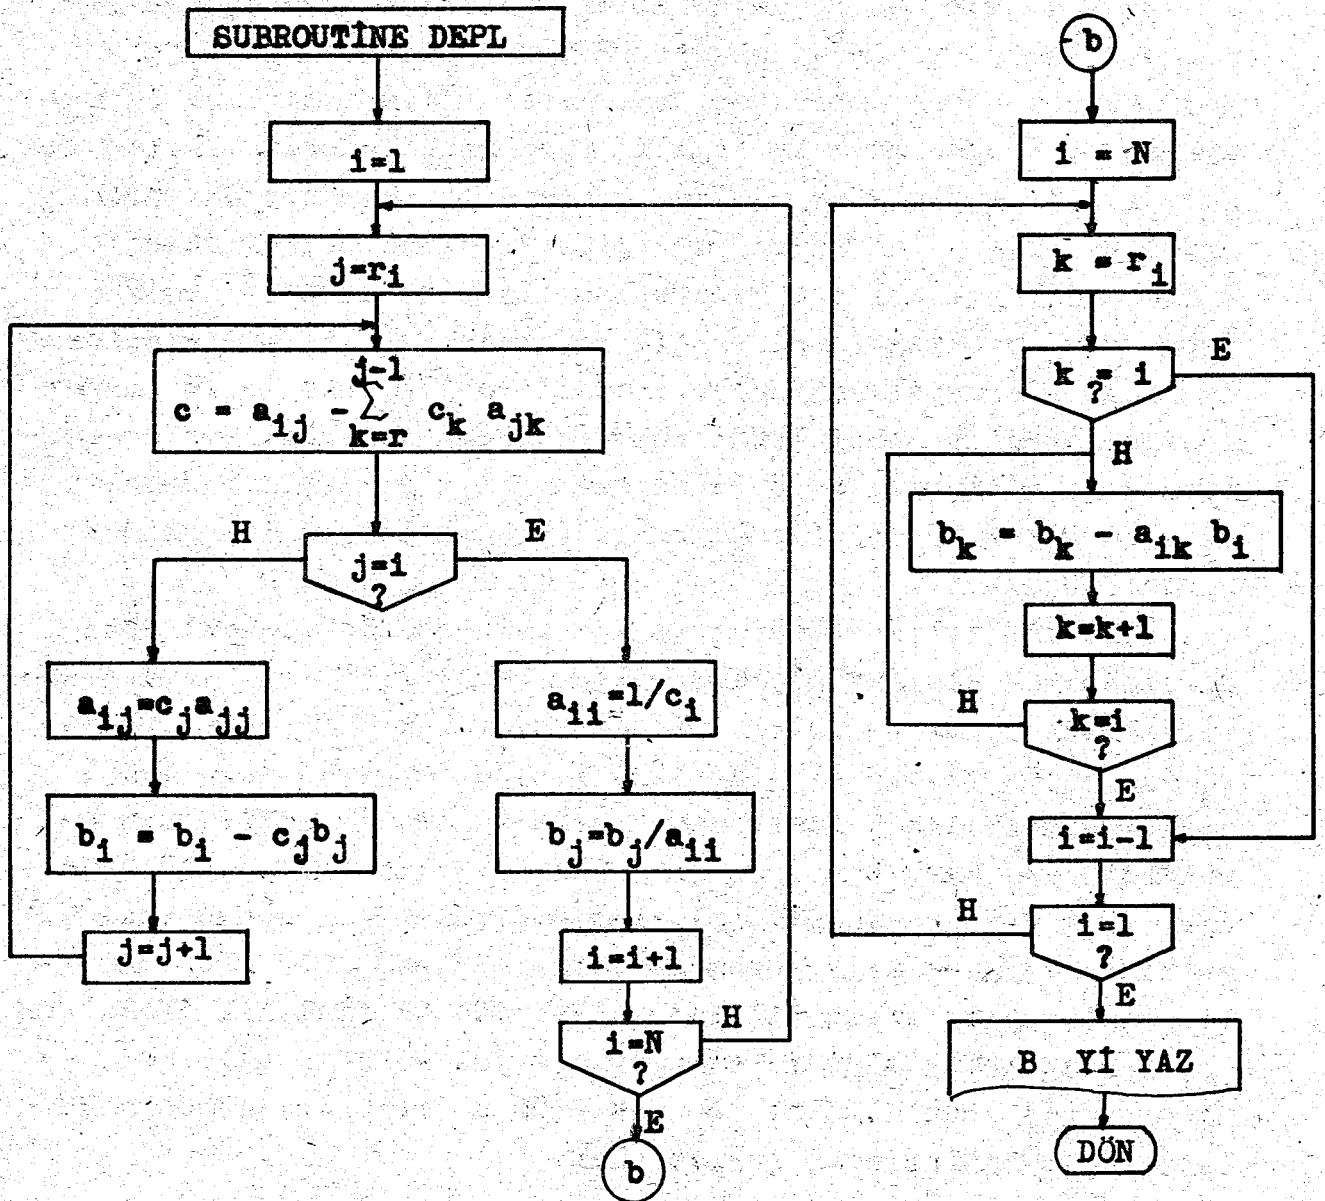 SUBROUTİNE DEPL
i=1
j=r_i
j-1
c = a_ij - Σ c_k a_jk
k=r
H
E
j=i
?
a_ij=c_j a_jj
b_i = b_i - c_j b_j
j=j+1
a_ii=1/c_i
b_j=b_j/a_ii
i=i+1
H
i=N
?
E
b
b
i = N
k = r_i
E
k = i
?
H
b_k = b_k - a_ik b_i
k=k+1
H
k=i
?
E
i=i-1
H
i=1
?
E
B Yİ YAZ
DÖN